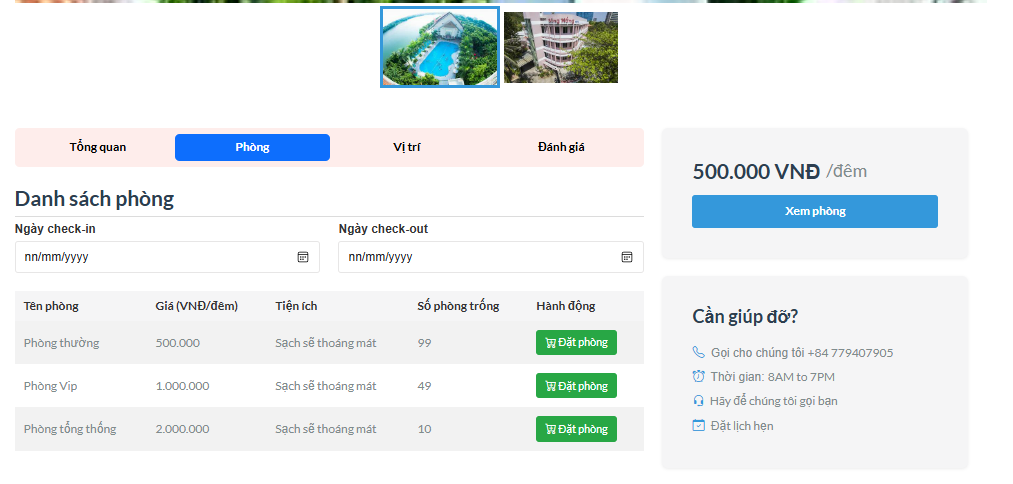 Tổng quan Phòng Vị trí Đánh giá
Danh sách phòng
Ngày check-in Ngày check-out
nn/mm/yyyy nn/mm/yyyy
Tên phòng Giá (VNĐ/đêm) Tiện ích Số phòng trống Hành động
Phòng thường 500.000 Sạch sẽ thoáng mát 99 Đặt phòng
Phòng Vip 1.000.000 Sạch sẽ thoáng mát 49 Đặt phòng
Phòng tổng thống 2.000.000 Sạch sẽ thoáng mát 10 Đặt phòng
500.000 VNĐ /đêm
Xem phòng
Cần giúp đỡ?
Gọi cho chúng tôi +84 779407905
Thời gian: 8AM to 7PM
Hãy để chúng tôi gọi bạn
Đặt lịch hẹn